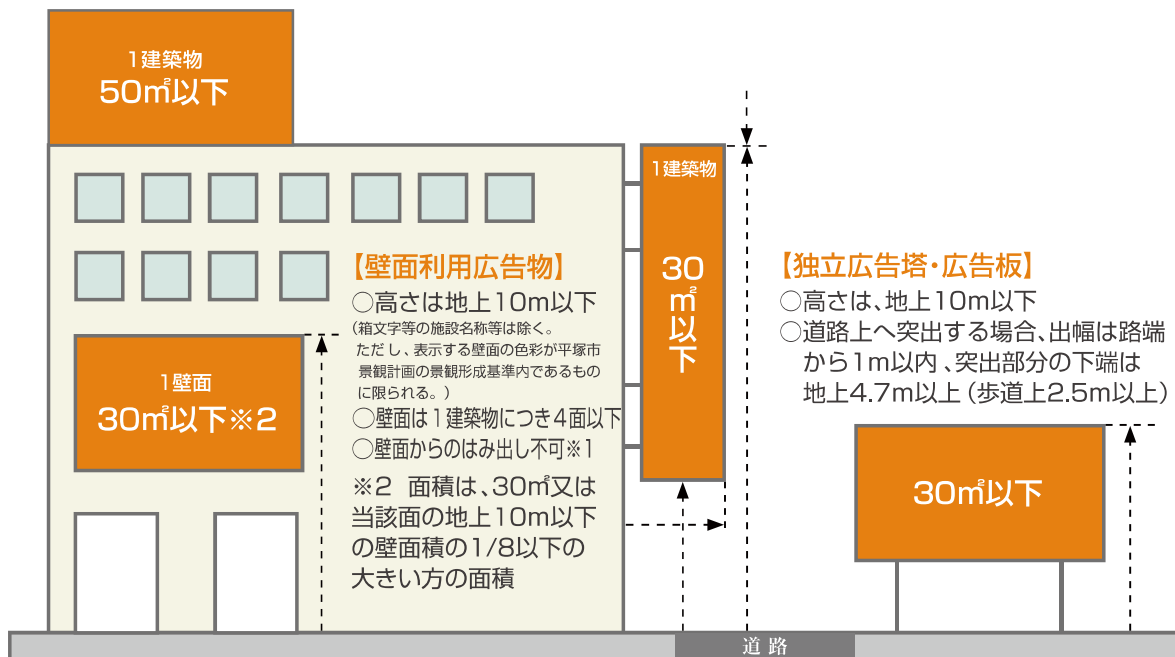 1建築物
50㎡以下
1建築物
30㎡以下
【壁面利用広告物】
○高さは地上10m以下
（箱文字等の施設名称等は除く。
ただし、表示する壁面の色彩が平塚市
景観計画の景観形成基準内であるもの
に限られる。）
○壁面は1建築物につき4面以下
○壁面からのはみ出し不可※1
※2 面積は、30㎡又は
当該面の地上10m以下
の壁面積の1/8以下の
大きい方の面積
1壁面
30㎡以下※2
【独立広告塔・広告板】
○高さは、地上10m以下
○道路上へ突出する場合、出幅は路端
から1m以内、突出部分の下端は
地上4.7m以上（歩道上2.5m以上）
30㎡以下
道路